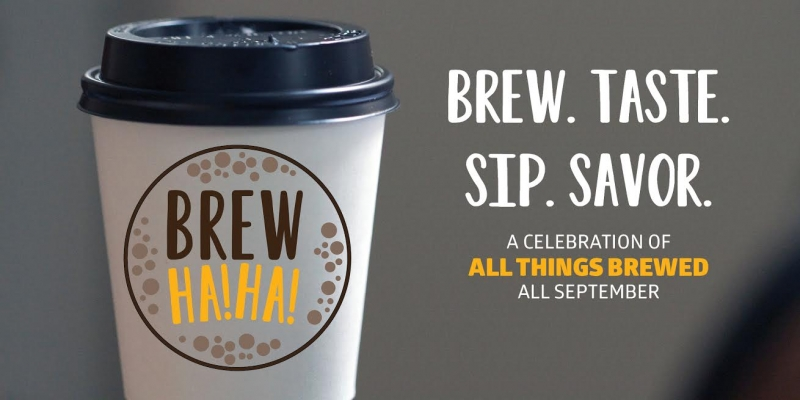 BREW
HA!HA!
BREW. TASTE.
SIP. SAVOR.
A CELEBRATION OF
ALL THINGS BREWED
ALL SEPTEMBER